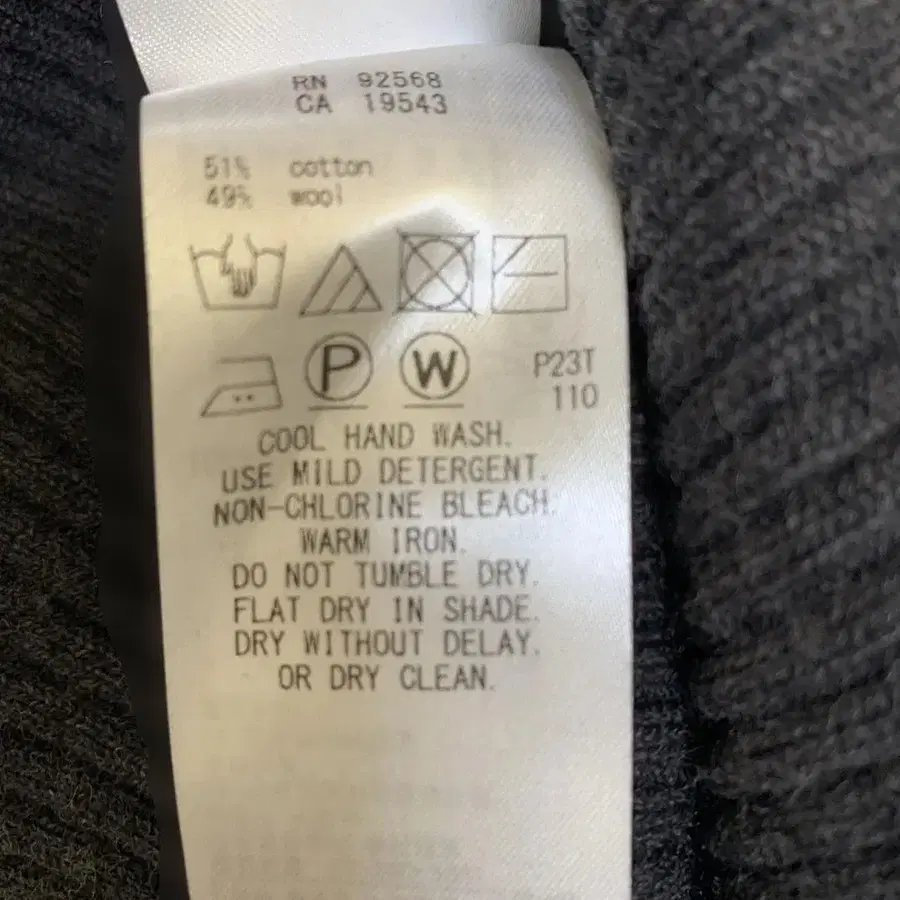 RN 92568
CA 19543
51% cotton
49% wool
P W P23T
110
COOL HAND WASH.
USE MILD DETERGENT.
NON-CHLORINE BLEACH.
WARM IRON.
DO NOT TUMBLE DRY.
FLAT DRY IN SHADE.
DRY WITHOUT DELAY.
OR DRY CLEAN.